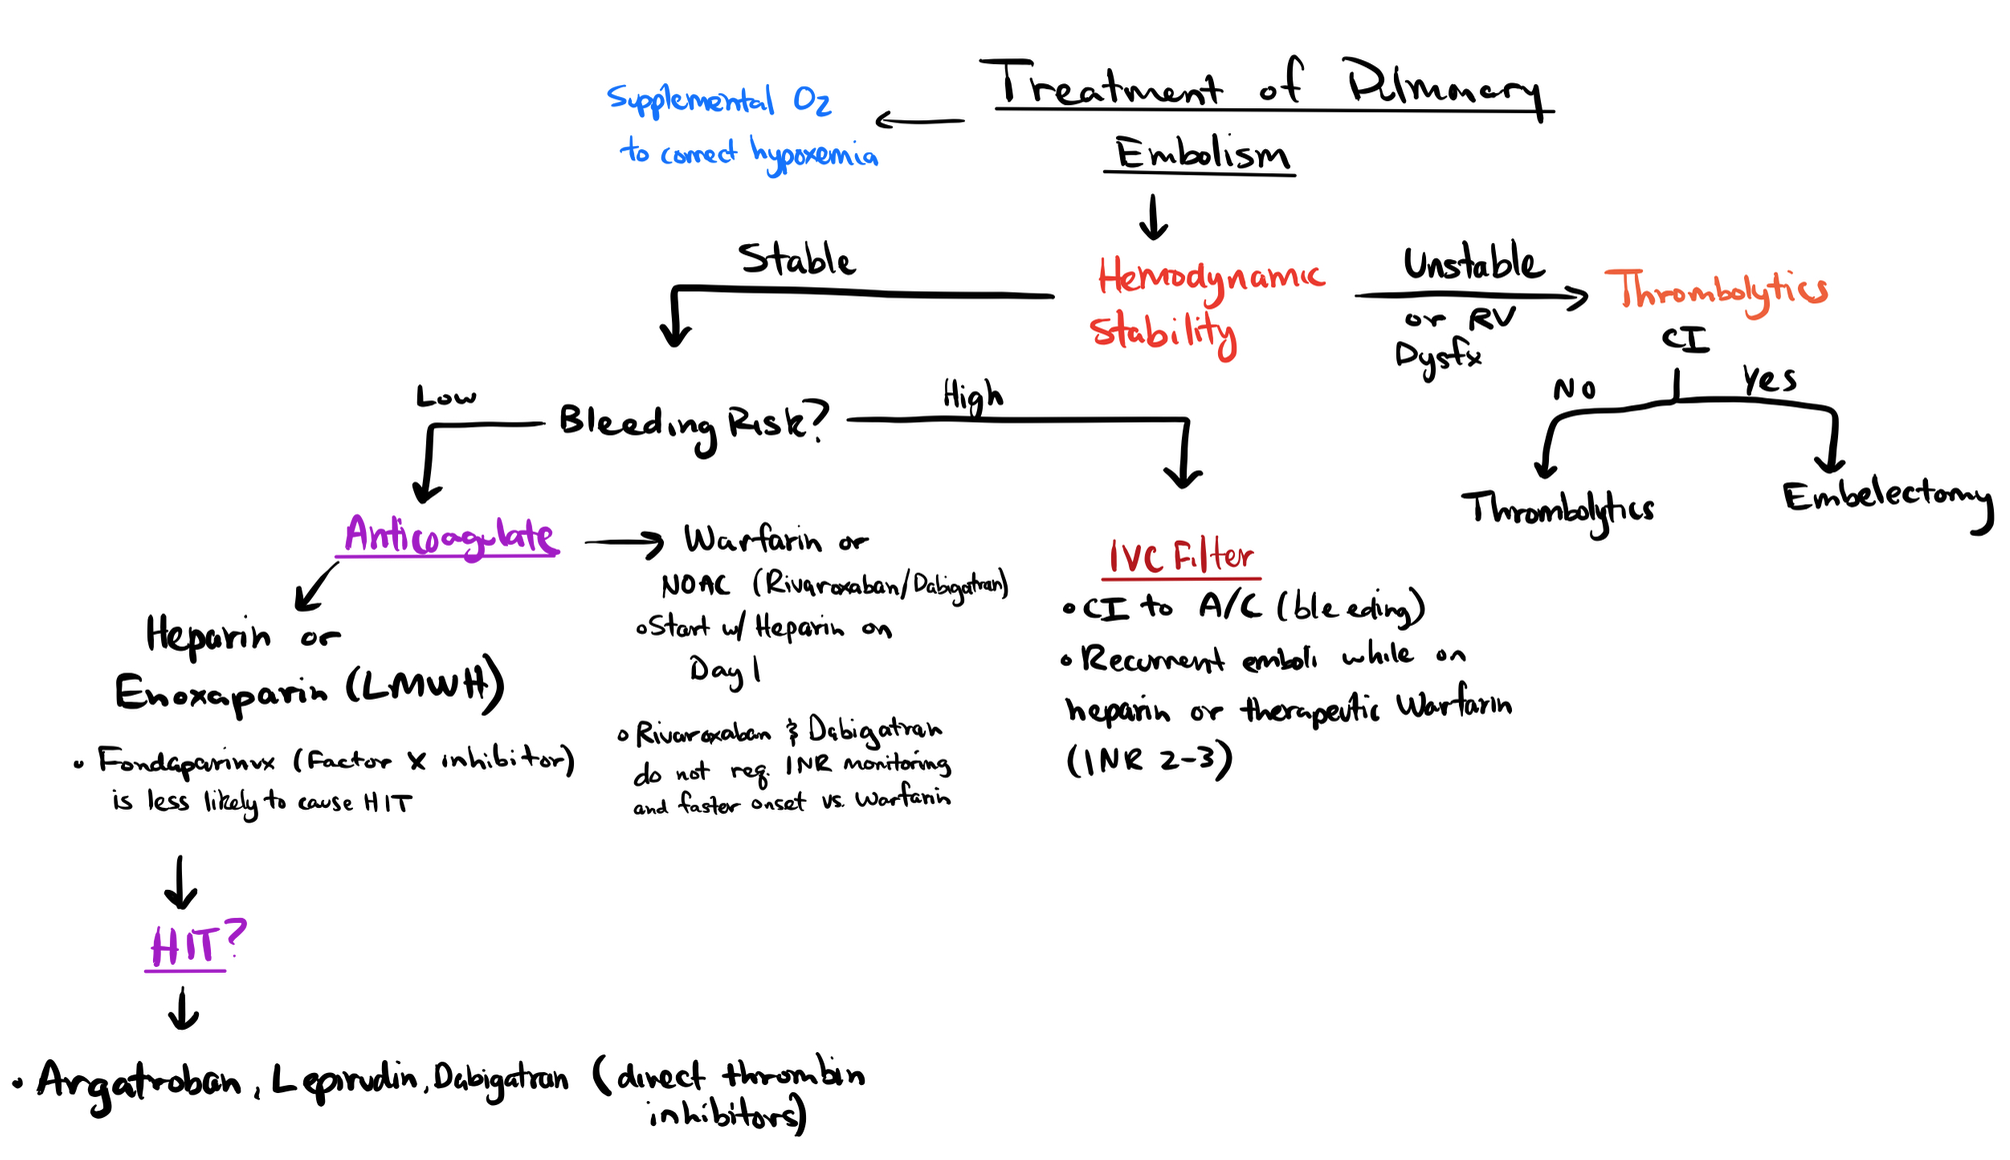 Treatment of Pulmonary
Embolism
Supplemental O2
to correct hypoxemia
Stable
Hemodynamic
Stability
Unstable
or RV
Dysfx
Thrombolytics
CI
No
Yes
Thrombolytics
Embelectomy
Low
Bleeding Risk?
High
Anticoagulate
Warfarin or
NOAC (Rivaroxaban/Dabigatran)
• Start w/ Heparin on
Day 1
• Rivaroxaban & Dabigatran
do not req. INR monitoring
and faster onset vs. Warfarin
IVC Filter
• CI to A/C (bleeding)
• Recurrent emboli while on
heparin or therapeutic Warfarin
(INR 2-3)
Heparin or
Enoxaparin (LMWH)
• Fondaparinux (Factor X inhibitor)
is less likely to cause HIT
HIT?
• Argatroban, Lepirudin, Dabigatran (direct thrombin
inhibitors)